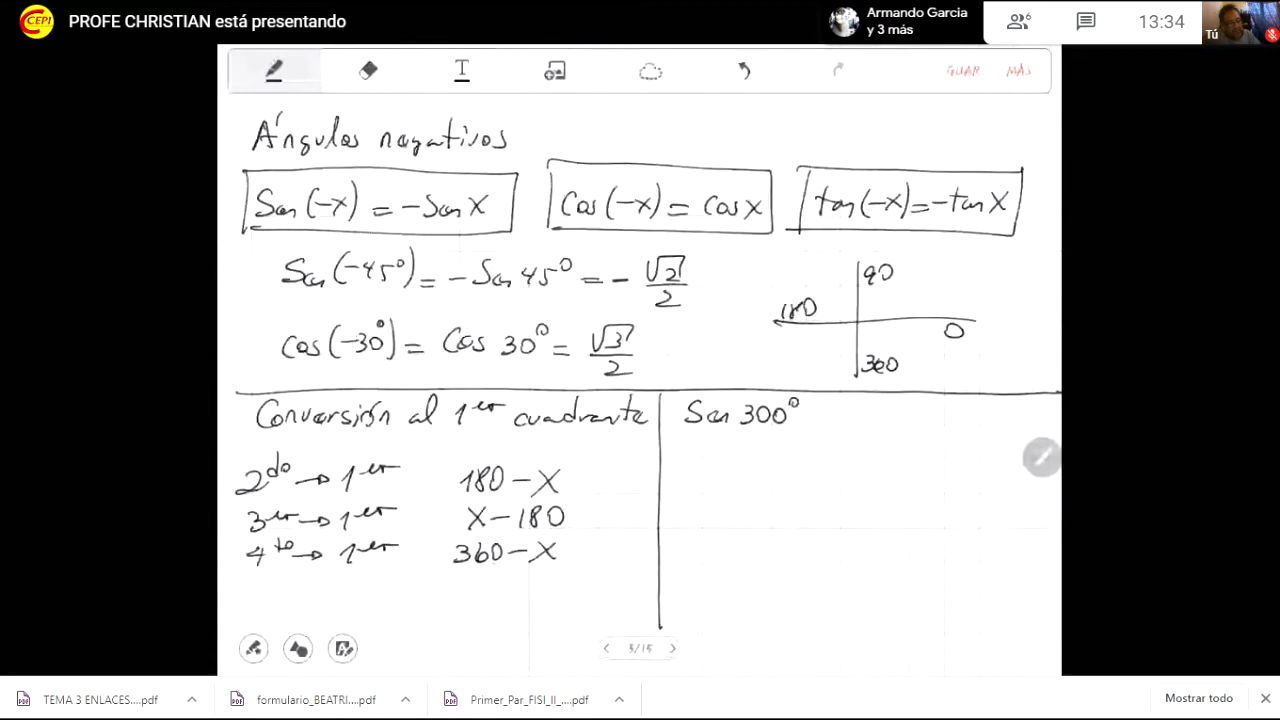 CEPI
PROFE CHRISTIAN está presentando
Armando Garcia
y 3 más
6
13:34
Tú
T
GUAR MÁS
Ángulos negativos
Sen(-x) = -Sen X
Cos(-x) = Cos X
tan(-x) = -tan X
Sen(-45°) = -Sen 45° = - √2/2
90
180
0
Cos(-30°) = Cos 30° = √3/2
360
Conversión al 1er cuadrante
Sen 300°
2do → 1er 180 - X
3er → 1er X - 180
4to → 1er 360 - X
< 5/15 >
TEMA 3 ENLACES....pdf
formulario_BEATRI....pdf
Primer_Par_FISI_II_....pdf
Mostrar todo